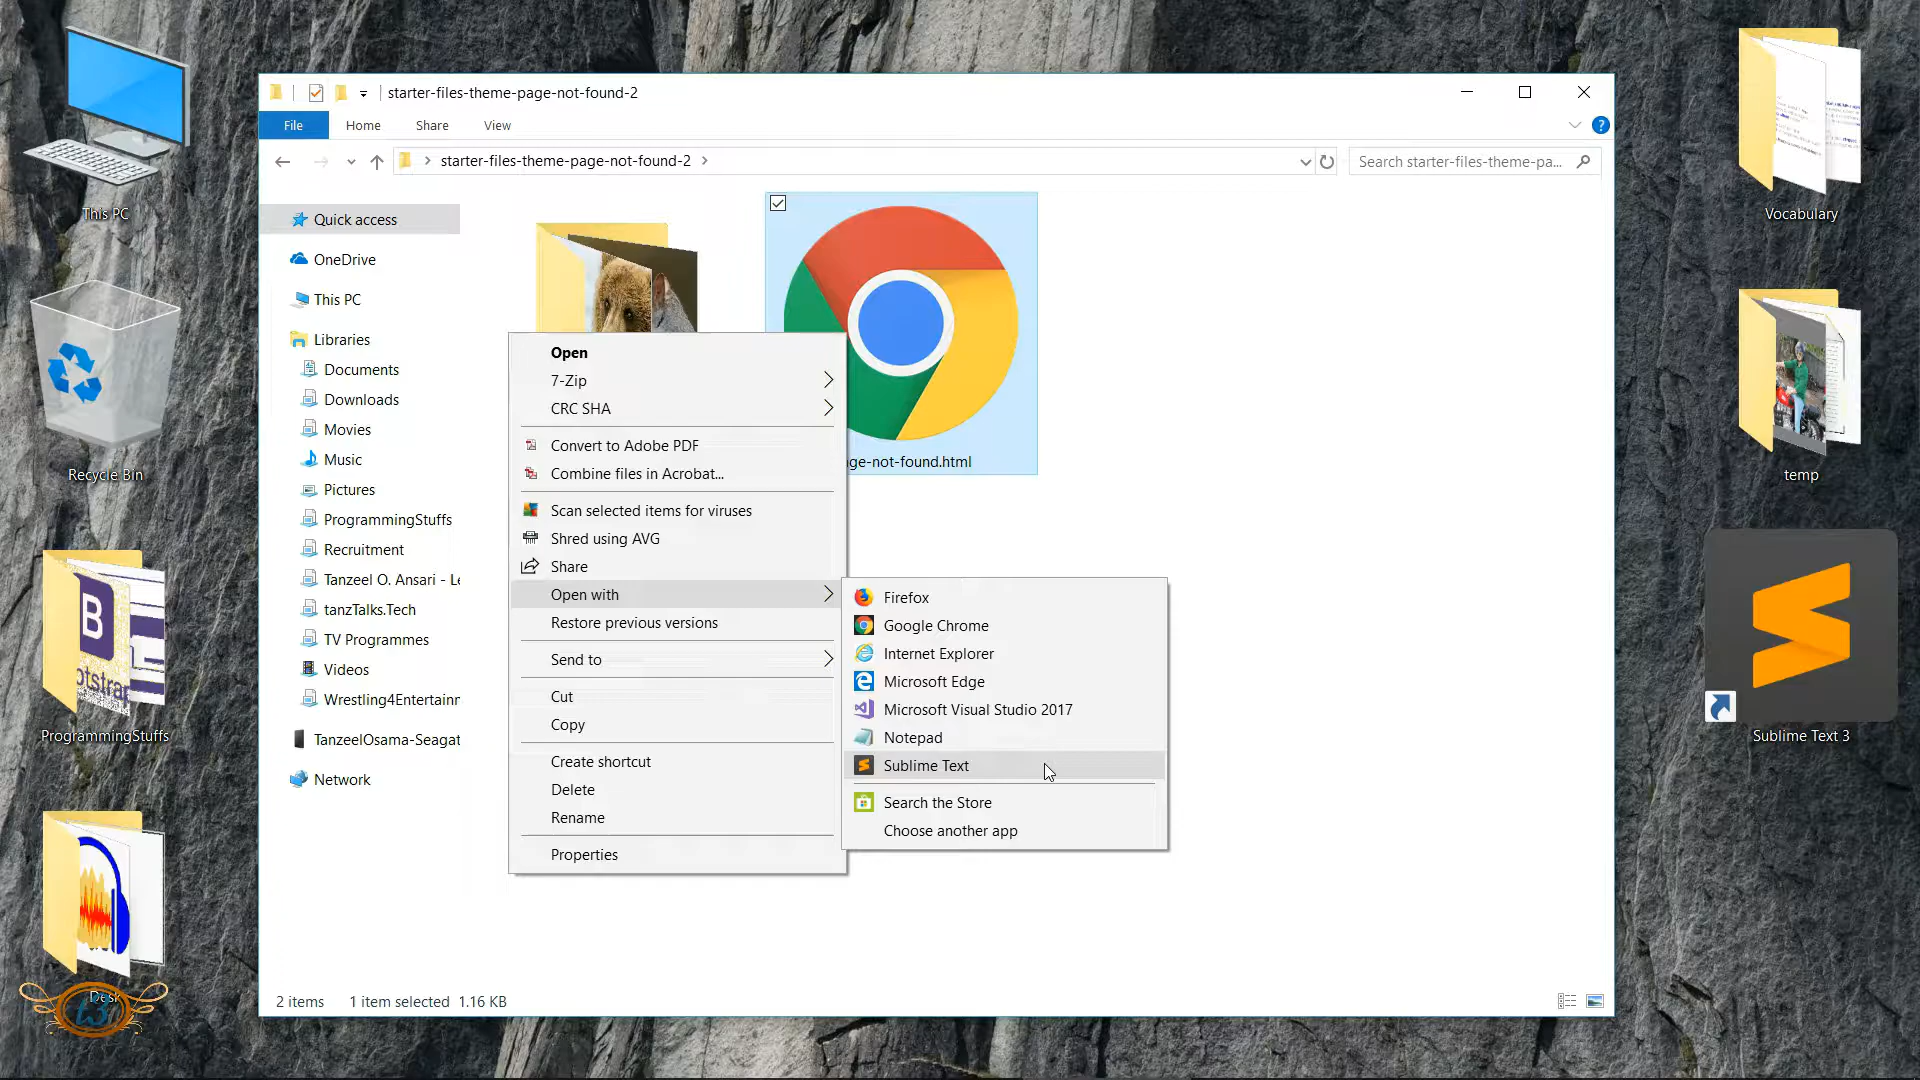 This PC
Recycle Bin
ProgrammingStuffs
Desk
starter-files-theme-page-not-found-2
File
Home
Share
View
starter-files-theme-page-not-found-2
Search starter-files-theme-pa...
Quick access
OneDrive
This PC
Libraries
Documents
Downloads
Movies
Music
Pictures
ProgrammingStuffs
Recruitment
Tanzeel O. Ansari - Le
tanzTalks.Tech
TV Programmes
Videos
Wrestling4Entertainm
TanzeelOsama-Seagat
Network
ge-not-found.html
Open
7-Zip
CRC SHA
Convert to Adobe PDF
Combine files in Acrobat...
Scan selected items for viruses
Shred using AVG
Share
Open with
Restore previous versions
Send to
Cut
Copy
Create shortcut
Delete
Rename
Properties
Firefox
Google Chrome
Internet Explorer
Microsoft Edge
Microsoft Visual Studio 2017
Notepad
Sublime Text
Search the Store
Choose another app
2 items 1 item selected 1.16 KB
Vocabulary
temp
Sublime Text 3